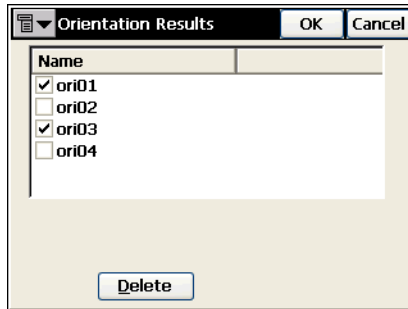 Orientation Results OK Cancel
Name
ori01
ori02
ori03
ori04
Delete